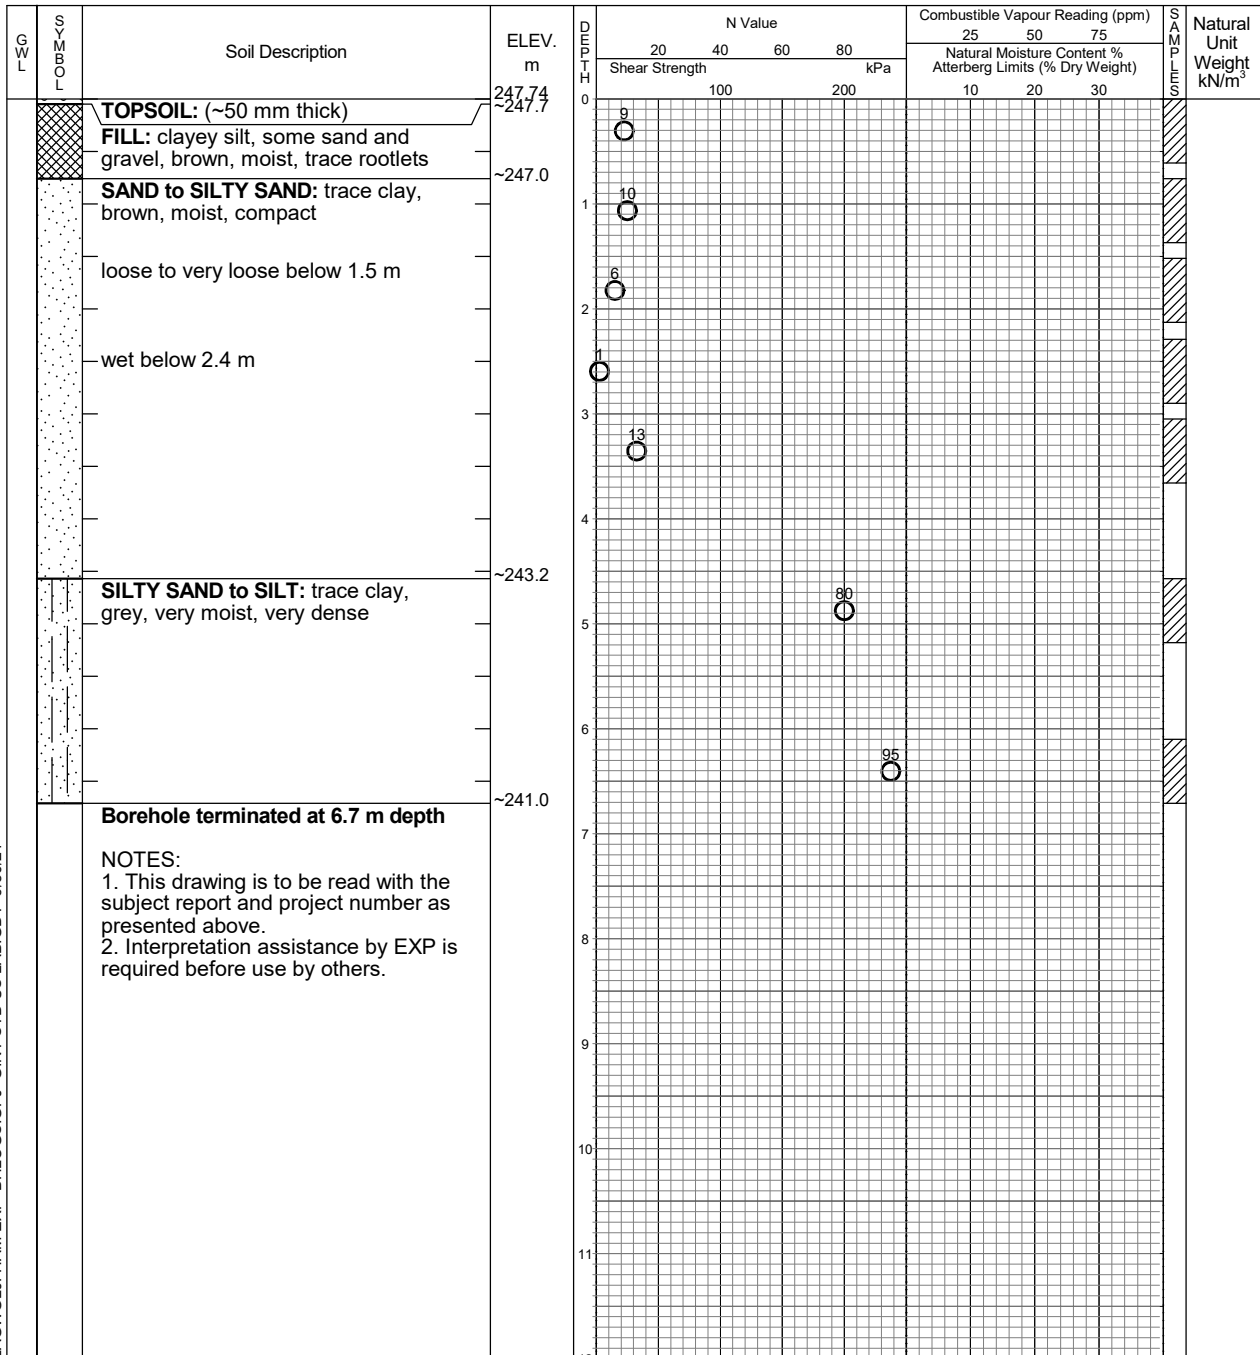 GWL
SYMBOL
Soil Description
ELEV.
m
DEPTH
N Value
20 40 60 80
Shear Strength kPa
100 200
Combustible Vapour Reading (ppm)
25 50 75
Natural Moisture Content %
Atterberg Limits (% Dry Weight)
10 20 30
SAMPLES
Natural
Unit
Weight
kN/m³
247.74
0
TOPSOIL: (~50 mm thick)
~247.7
9
FILL: clayey silt, some sand and
gravel, brown, moist, trace rootlets
~247.0
SAND to SILTY SAND: trace clay,
10
1
brown, moist, compact
loose to very loose below 1.5 m
6
2
wet below 2.4 m
1
3
13
4
~243.2
SILTY SAND to SILT: trace clay,
80
grey, very moist, very dense
5
6
95
~241.0
Borehole terminated at 6.7 m depth
7
NOTES:
1. This drawing is to be read with the
subject report and project number as
presented above.
8
2. Interpretation assistance by EXP is
required before use by others.
9
10
11